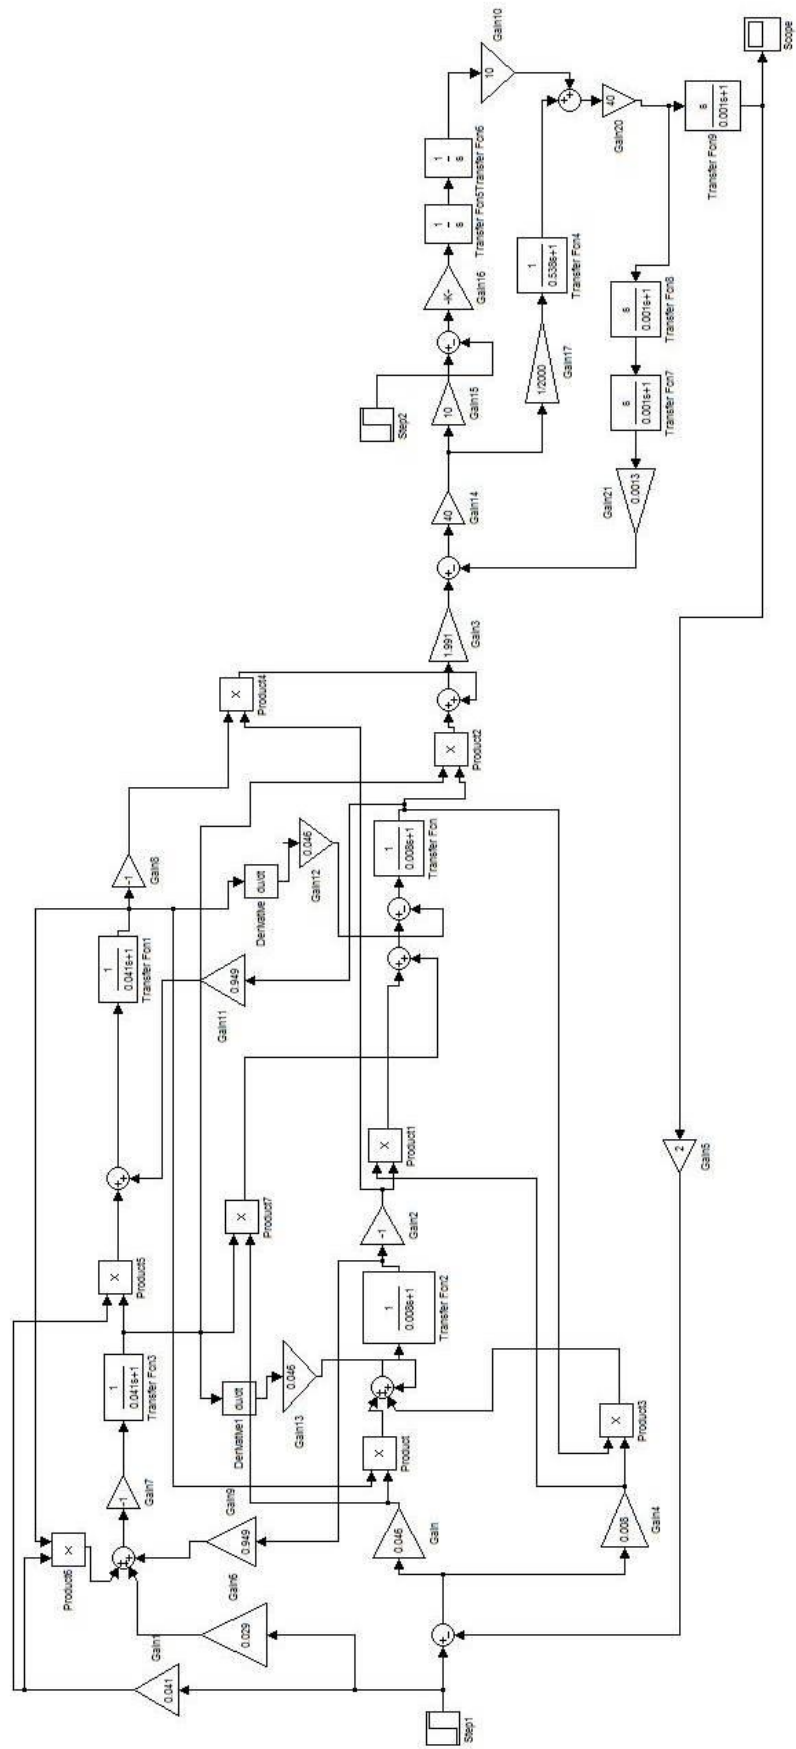 Product6
0.041
Gain1
-1
Gain7
1
0.041s+1
Transfer Fcn3
Product5
1
0.041s+1
Transfer Fcn1
-1
Gain8
Product4
0.029
Gain6
0.949
Gain9
Derivative1
du/dt
0.046
Gain13
Product7
0.949
Gain11
Derivative
du/dt
0.046
Gain12
Step1
0.046
Gain
Product
1
0.008s+1
Transfer Fcn2
-1
Gain2
Product1
1
0.008s+1
Transfer Fcn
Product2
1.991
Gain3
40
Gain14
10
Gain15
Step2
-K-
Gain16
1
s
Transfer Fcn5
1
s
Transfer Fcn6
10
Gain10
1/2000
Gain17
1
0.538s+1
Transfer Fcn4
40
Gain20
0.008
Gain4
Product3
0.0013
Gain21
s
0.001s+1
Transfer Fcn7
s
0.001s+1
Transfer Fcn8
s
0.001s+1
Transfer Fcn9
2
Gain5
Scope